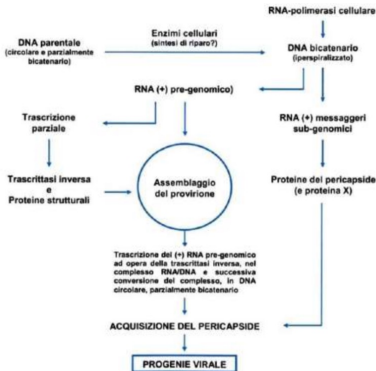 RNA-polimerasi cellulare
Enzimi cellulari
(sintesi di riparo?)
DNA parentale
(circolare e parzialmente
bicatenario)
DNA bicatenario
(iperspiralizzato)
RNA (+) pre-genomico)
Trascrizione
parziale
RNA (+) messaggeri
sub-genomici
Trascrittasi inversa
e
Proteine strutturali
Assemblaggio
del provirione
Proteine del pericapside
(e proteina X)
Trascrizione del (+) RNA pre-genomico
ad opera della trascrittasi inversa, nel
complesso RNA/DNA e successiva
conversione del complesso, in DNA
circolare, parzialmente bicatenario
ACQUISIZIONE DEL PERICAPSIDE
PROGENIE VIRALE